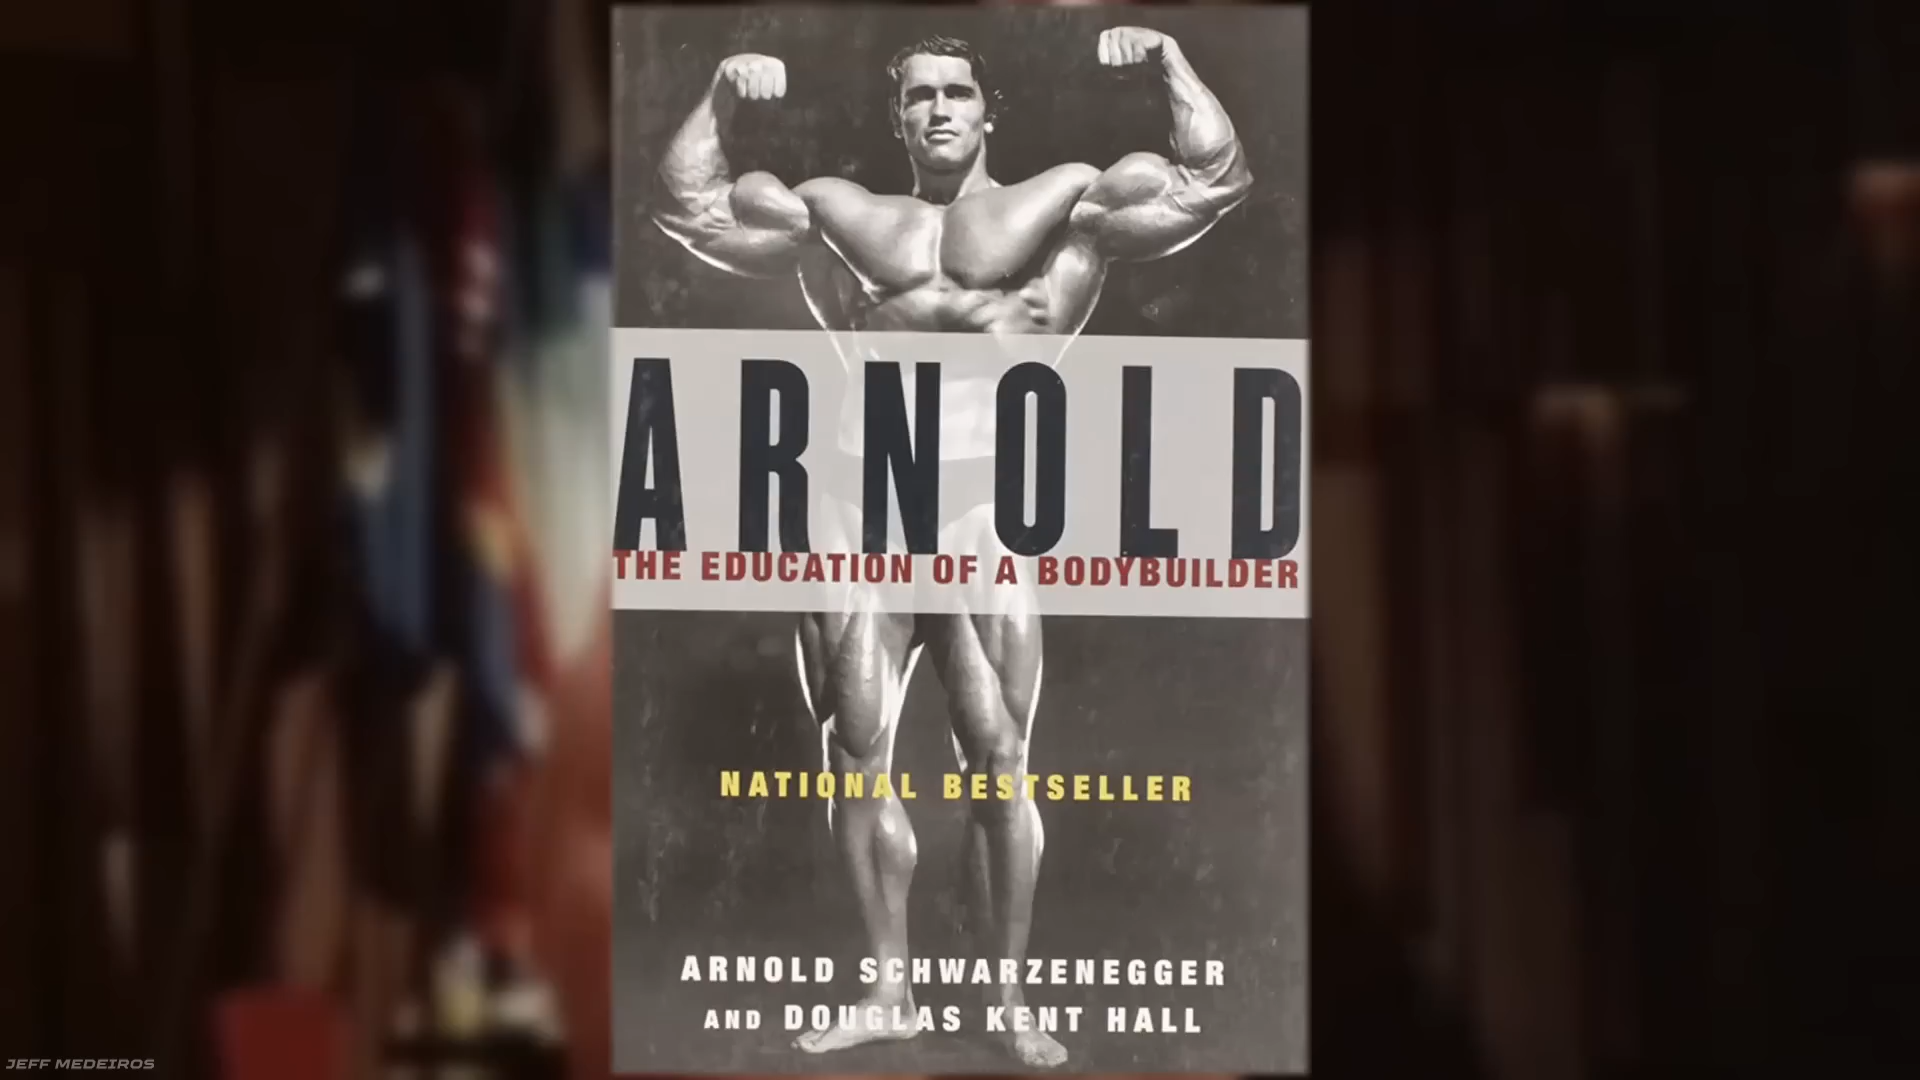 ARNOLD
THE EDUCATION OF A BODYBUILDER
NATIONAL BESTSELLER
ARNOLD SCHWARZENEGGER
AND DOUGLAS KENT HALL
JEFF MEDEIROS